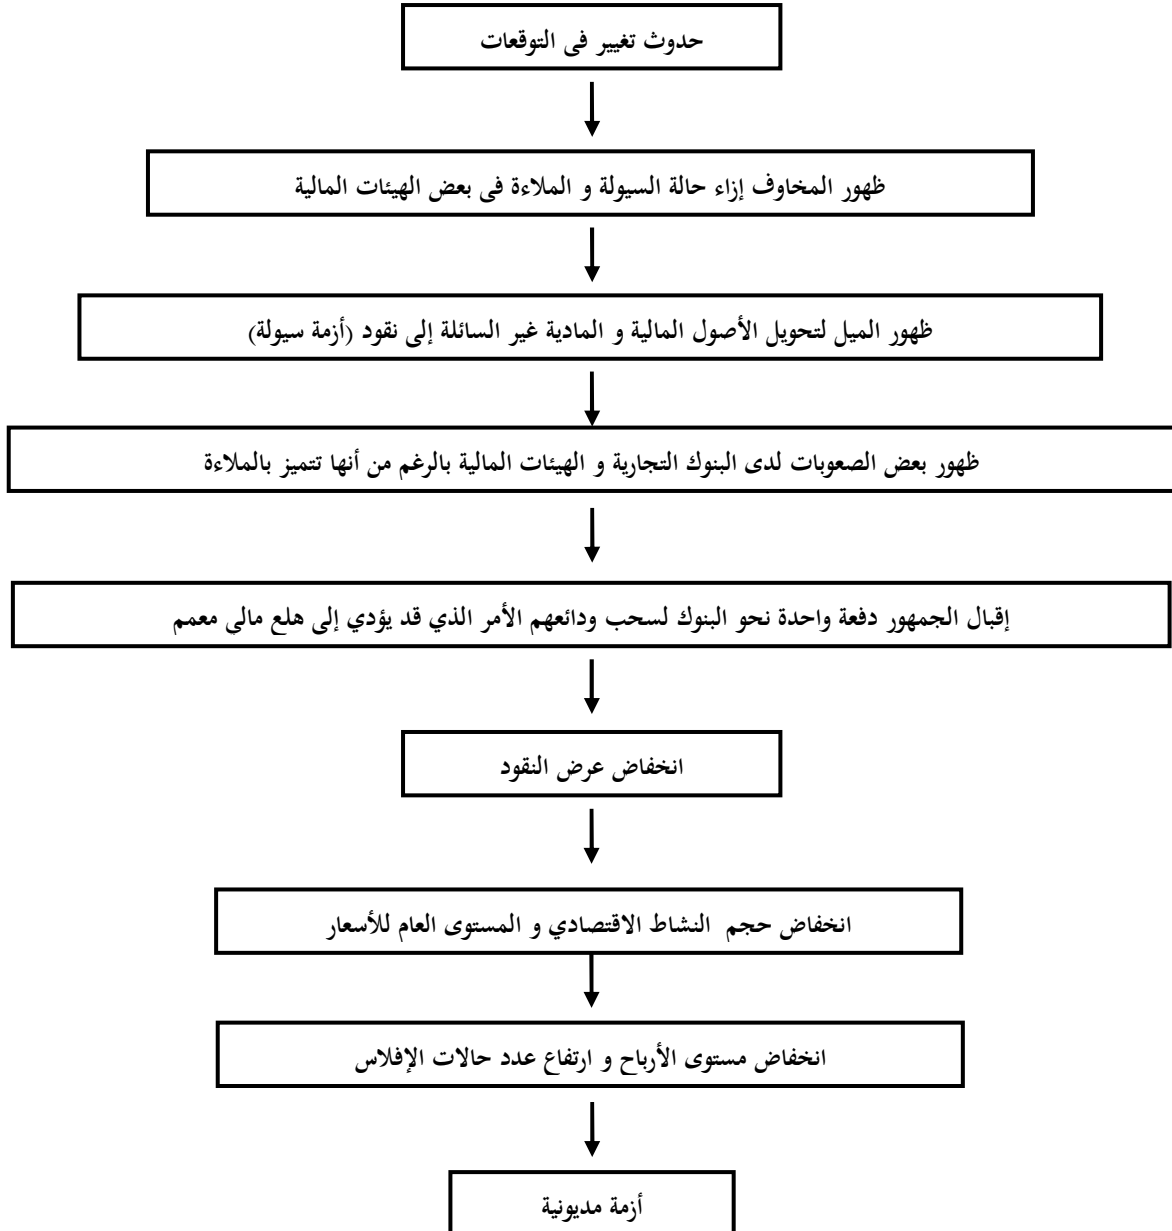 حدوث تغيير فى التوقعات
ظهور المخاوف إزاء حالة السيولة و الملاءة فى بعض الهيئات المالية
ظهور الميل لتحويل الأصول المالية و المادية غير السائلة إلى نقود (أزمة سيولة)
ظهور بعض الصعوبات لدى البنوك التجارية و الهيئات المالية بالرغم من أنها تتميز بالملاءة
إقبال الجمهور دفعة واحدة نحو البنوك لسحب ودائعهم الأمر الذي قد يؤدي إلى هلع مالي معمم
انخفاض عرض النقود
انخفاض حجم النشاط الاقتصادي و المستوى العام للأسعار
انخفاض مستوى الأرباح و ارتفاع عدد حالات الإفلاس
أزمة مديونية